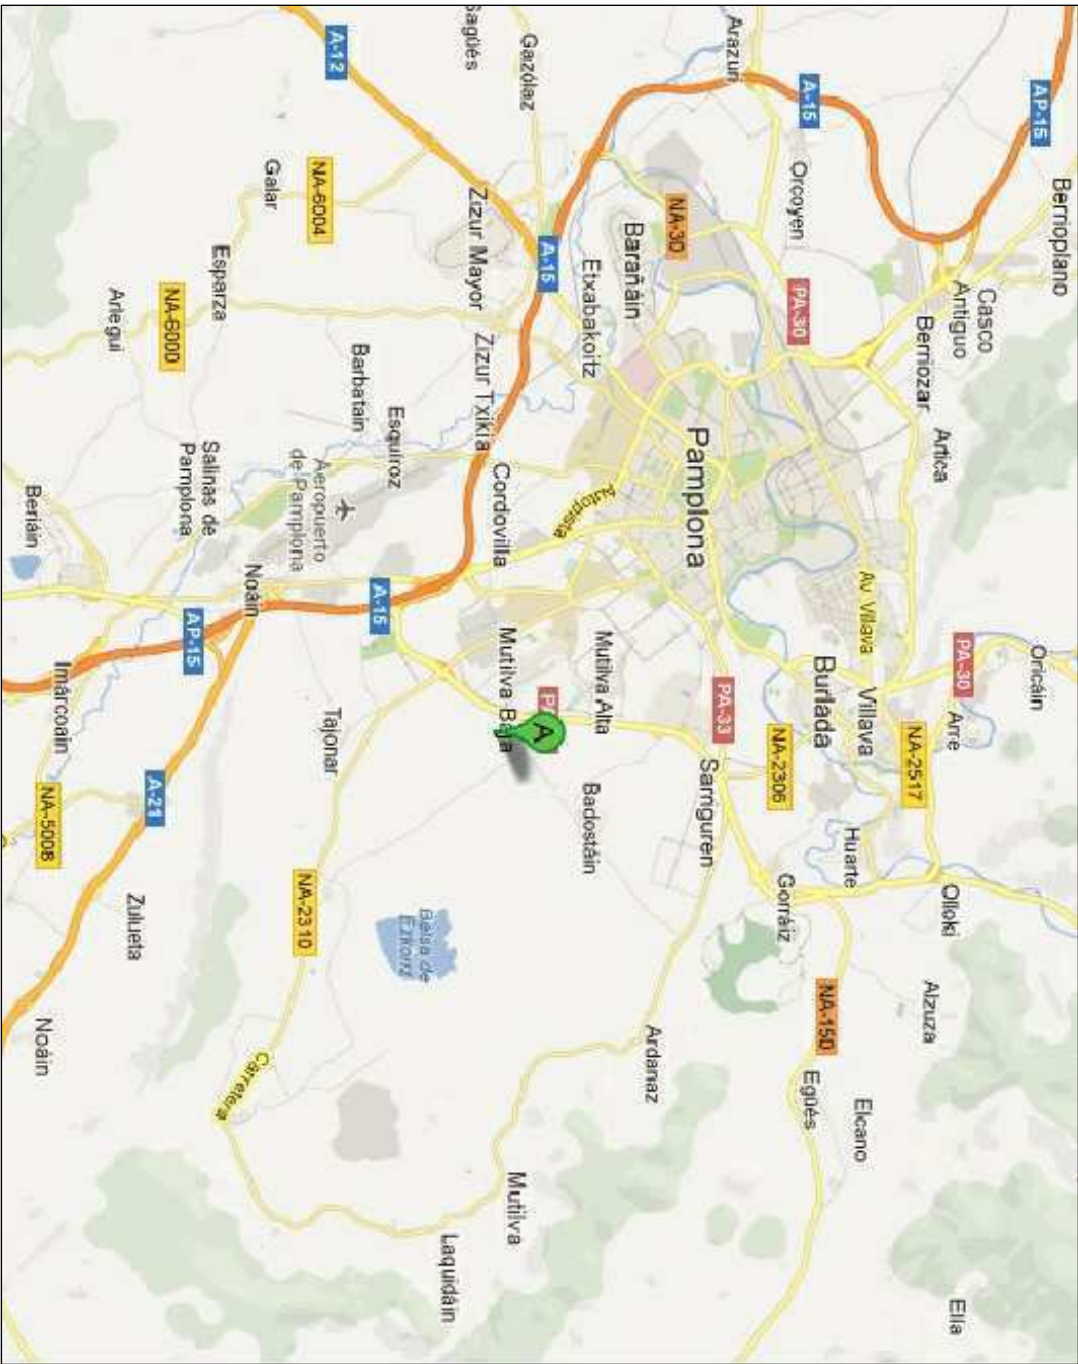 Berrioplano
AP-15
Oricáin
Casco
Antiguo
PA-30
Elía
Arre
Olloki
Artica
Alzuza
Berriozar
NA-2517
Av Villava
Villava
Elcano
Huarte
NA-150
Burlada
Egüés
A-15
Orcoyen
PA-30
Gorráiz
NA-2306
Arazuri
PA-33
Sarriguren
Pamplona
NA-30
Ardanaz
Barañáin
Mutilva Alta
Etxabakoitz
Badostáin
Autopista
A-15
A
Gazólaz
Mutilva
Mutilva Baja
Cordovilla
Zizur Txikia
Zizur Mayor
Sagüés
Laquidáin
Balsa de
Ezkoriz
Esquiroz
A-15
Barbatain
A-12
Tajonar
Aeropuerto
de Pamplona
NA-6004
NA-2310
Galar
Noáin
Carretera
Esparza
Salinas de
Pamplona
AP-15
NA-6000
A-21
Zulueta
Arlegui
Imárcoain
NA-5008
Noáin
Beriáin